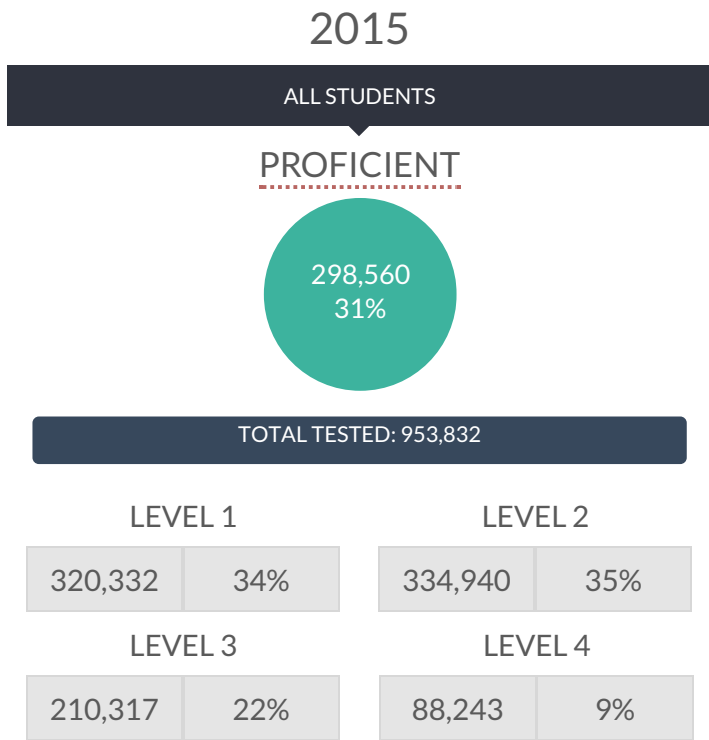 2015
ALL STUDENTS
PROFICIENT
298,560
31%
TOTAL TESTED: 953,832
LEVEL 1 LEVEL 2
320,332 34% 334,940 35%
LEVEL 3 LEVEL 4
210,317 22% 88,243 9%